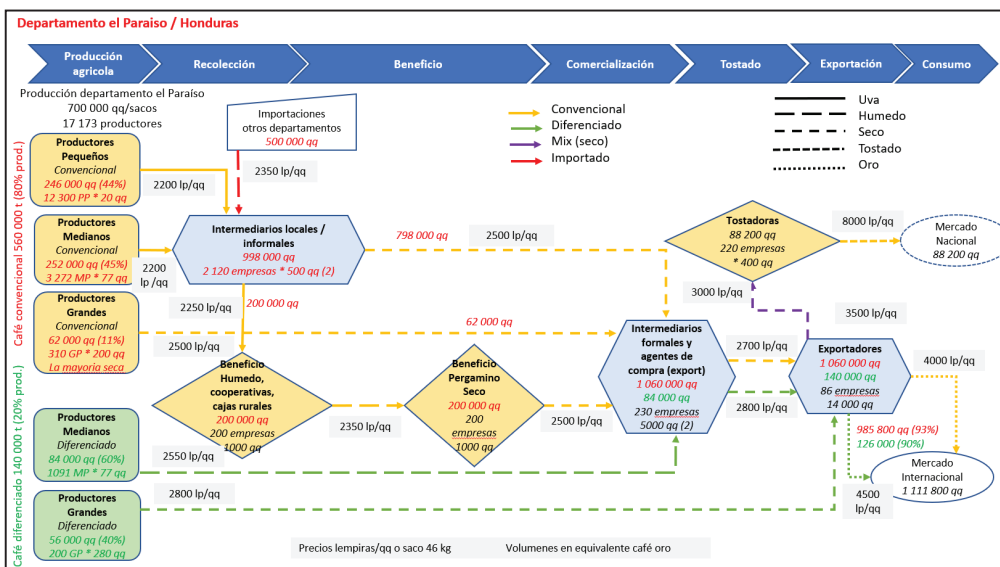 Departamento el Paraiso / Honduras
Producción
agricola
Recolección
Beneficio
Comercialización
Tostado
Exportación
Consumo
Producción departamento el Paraíso
700 000 qq/sacos
17 173 productores
Importaciones
otros departamentos
500 000 qq
Convencional
Diferenciado
Mix (seco)
Importado
Uva
Humedo
Seco
Tostado
Oro
Café convencional 560 000 t (80% prod.)
Café diferenciado 140 000 t (20% prod.)
Productores
Pequeños
Convencional
246 000 qq (44%)
12 300 PP * 20 qq
2200 lp/qq
2350 lp/qq
Productores
Medianos
Convencional
252 000 qq (45%)
3 272 MP * 77 qq
2200
lp/qq
Intermediarios locales /
informales
998 000 qq
2 120 empresas * 500 qq (2)
798 000 qq
2500 lp/qq
Tostadoras
88 200 qq
220 empresas
* 400 qq
8000 lp/qq
Mercado
Nacional
88 200 qq
2250 lp/qq
200 000 qq
3000 lp/qq
3500 lp/qq
Productores
Grandes
Convencional
62 000 qq (11%)
310 GP * 200 qq
La mayoria seca
2500 lp/qq
62 000 qq
Beneficio
Humedo,
cooperativas,
cajas rurales
200 000 qq
200 empresas
1000 qq
2350 lp/qq
Beneficio
Pergamino
Seco
200 000 qq
200
empresas
1000 qq
2500 lp/qq
Intermediarios
formales y
agentes de
compra (export)
1 060 000 qq
84 000 qq
230 empresas
5000 qq (2)
2700 lp/qq
2800 lp/qq
Exportadores
1 060 000 qq
140 000 qq
86 empresas
14 000 qq
4000 lp/qq
985 800 qq (93%)
126 000 (90%)
Productores
Medianos
Diferenciado
84 000 qq (60%)
1091 MP * 77 qq
2550 lp/qq
Mercado
Internacional
1 111 800 qq
4500
lp/qq
Productores
Grandes
Diferenciado
56 000 qq (40%)
200 GP * 280 qq
2800 lp/qq
Precios lempiras/qq o saco 46 kg
Volumenes en equivalente café oro